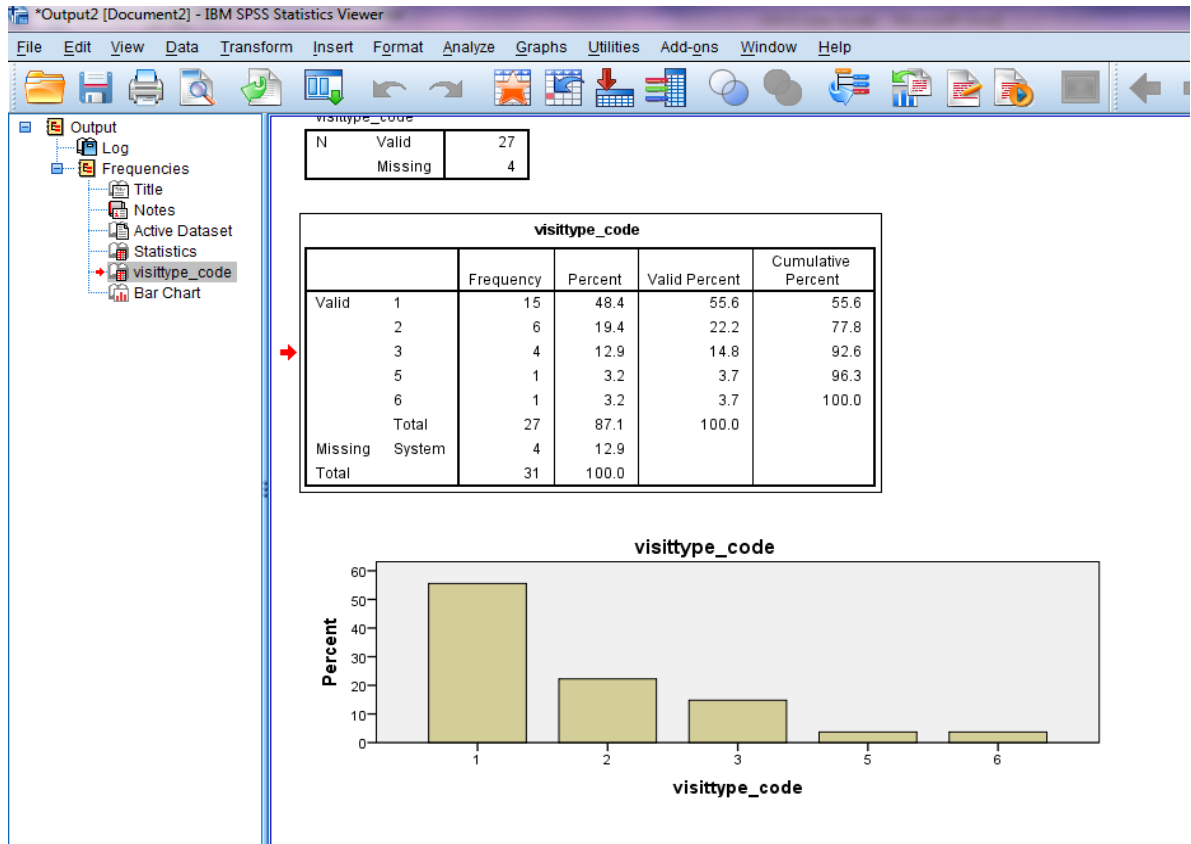 *Output2 [Document2] - IBM SPSS Statistics Viewer
File Edit View Data Transform Insert Format Analyze Graphs Utilities Add-ons Window Help
Output
Log
Frequencies
Title
Notes
Active Dataset
Statistics
visittype_code
Bar Chart
visittype_code
N Valid 27
Missing 4
visittype_code
Frequency Percent Valid Percent Cumulative Percent
Valid 1 15 48.4 55.6 55.6
2 6 19.4 22.2 77.8
3 4 12.9 14.8 92.6
5 1 3.2 3.7 96.3
6 1 3.2 3.7 100.0
Total 27 87.1 100.0
Missing System 4 12.9
Total 31 100.0
visittype_code
60
50
40
30
20
10
0
Percent
1 2 3 5 6
visittype_code